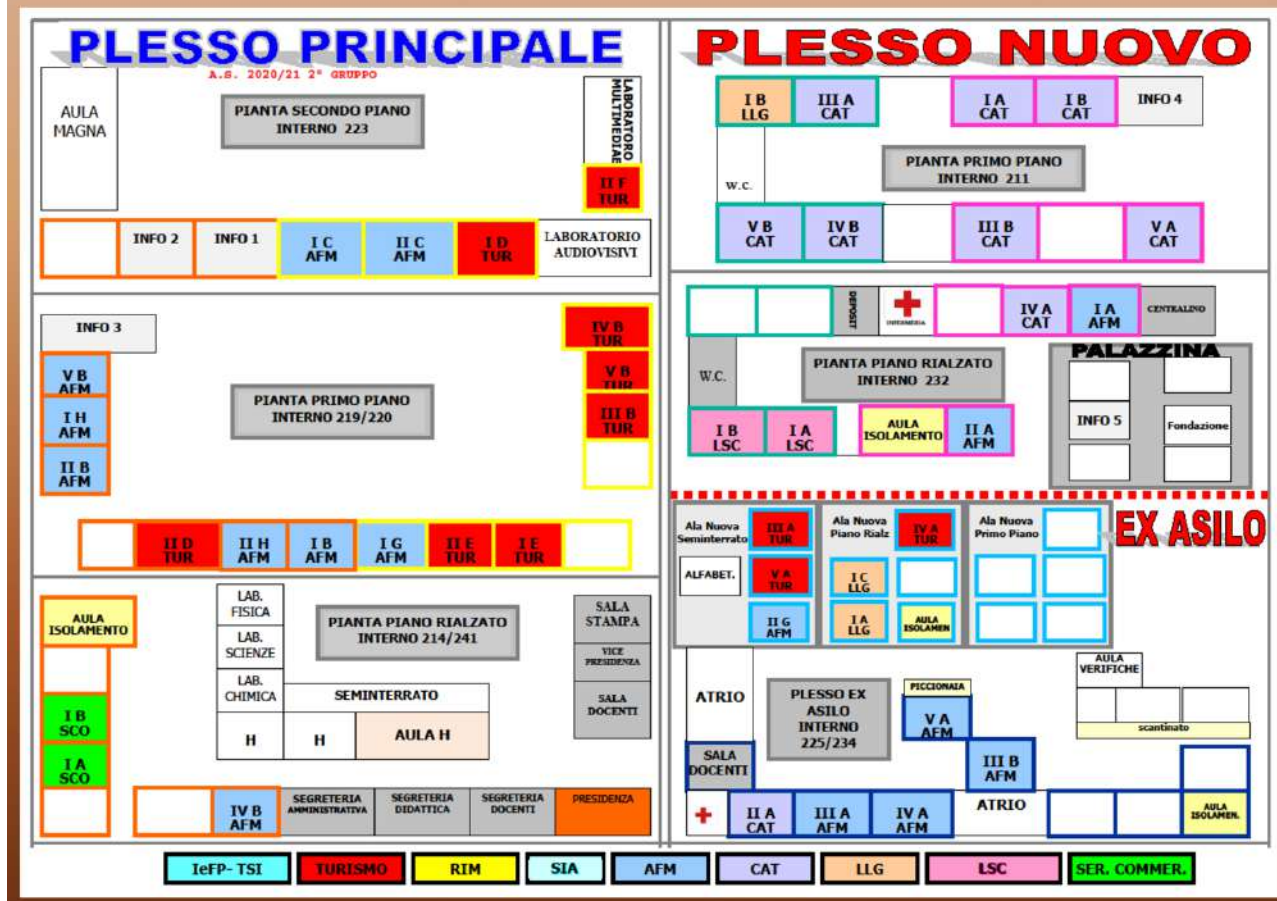 PLESSO PRINCIPALE
A.S. 2020/21 2° GRUPPO
AULA
MAGNA
PIANTA SECONDO PIANO
INTERNO 223
LABORATORO
MULTIMEDIAE
II F
TUR
INFO 2
INFO 1
I C
AFM
II C
AFM
I D
TUR
LABORATORIO
AUDIOVISIVI
INFO 3
V B
AFM
I H
AFM
II B
AFM
PIANTA PRIMO PIANO
INTERNO 219/220
IV B
TUR
V B
TUR
III B
TUR
II D
TUR
II H
AFM
I B
AFM
I G
AFM
II E
TUR
I E
TUR
AULA
ISOLAMENTO
I B
SCO
I A
SCO
LAB.
FISICA
LAB.
SCIENZE
LAB.
CHIMICA
PIANTA PIANO RIALZATO
INTERNO 214/241
SEMINTERRATO
H
H
AULA H
SALA
STAMPA
VICE
PRESIDENZA
SALA
DOCENTI
IV B
AFM
SEGRETERIA
AMMINISTRATIVA
SEGRETERIA
DIDATTICA
SEGRETERIA
DOCENTI
PRESIDENZA
PLESSO NUOVO
I B
LLG
III A
CAT
I A
CAT
I B
CAT
INFO 4
W.C.
PIANTA PRIMO PIANO
INTERNO 211
V B
CAT
IV B
CAT
III B
CAT
V A
CAT
DEPOSIT
INFERMERIA
IV A
CAT
I A
AFM
CENTRALINO
W.C.
PIANTA PIANO RIALZATO
INTERNO 232
I B
LSC
I A
LSC
AULA
ISOLAMENTO
II A
AFM
PALAZZINA
INFO 5
Fondazione
EX ASILO
Ala Nuova
Seminterrato
III A
TUR
ALFABET.
V A
TUR
II G
AFM
Ala Nuova
Piano Rialz
IV A
TUR
I C
LLG
I A
LLG
AULA
ISOLAMEN
Ala Nuova
Primo Piano
ATRIO
SALA
DOCENTI
PLESSO EX
ASILO
INTERNO
225/234
PICCIONAIA
V A
AFM
III B
AFM
AULA
VERIFICHE
scantinato
II A
CAT
III A
AFM
IV A
AFM
ATRIO
AULA
ISOLAMEN.
IeFP- TSI
TURISMO
RIM
SIA
AFM
CAT
LLG
LSC
SER. COMMER.